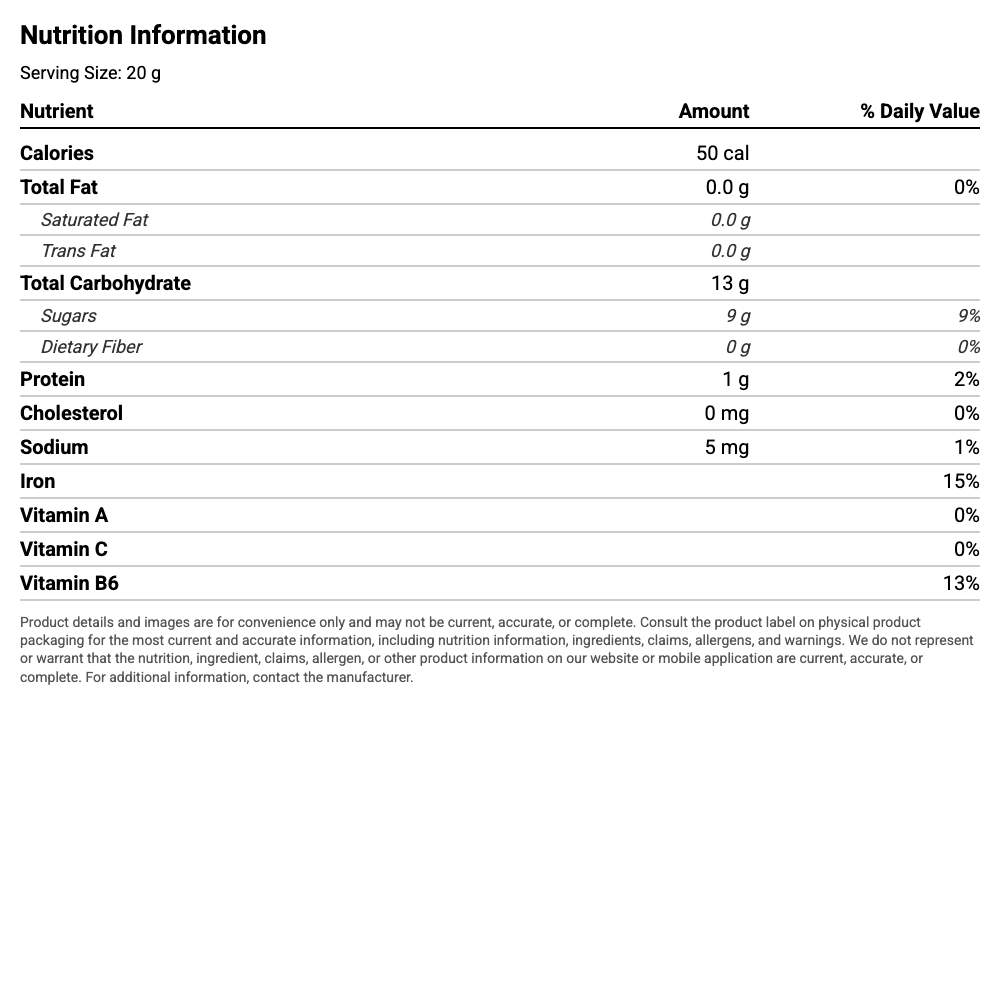 Nutrition Information
Serving Size: 20 g
Nutrient Amount % Daily Value
Calories 50 cal
Total Fat 0.0 g 0%
Saturated Fat 0.0 g
Trans Fat 0.0 g
Total Carbohydrate 13 g
Sugars 9 g 9%
Dietary Fiber 0 g 0%
Protein 1 g 2%
Cholesterol 0 mg 0%
Sodium 5 mg 1%
Iron 15%
Vitamin A 0%
Vitamin C 0%
Vitamin B6 13%
Product details and images are for convenience only and may not be current, accurate, or complete. Consult the product label on physical product
packaging for the most current and accurate information, including nutrition information, ingredients, claims, allergens, and warnings. We do not represent
or warrant that the nutrition, ingredient, claims, allergen, or other product information on our website or mobile application are current, accurate, or
complete. For additional information, contact the manufacturer.